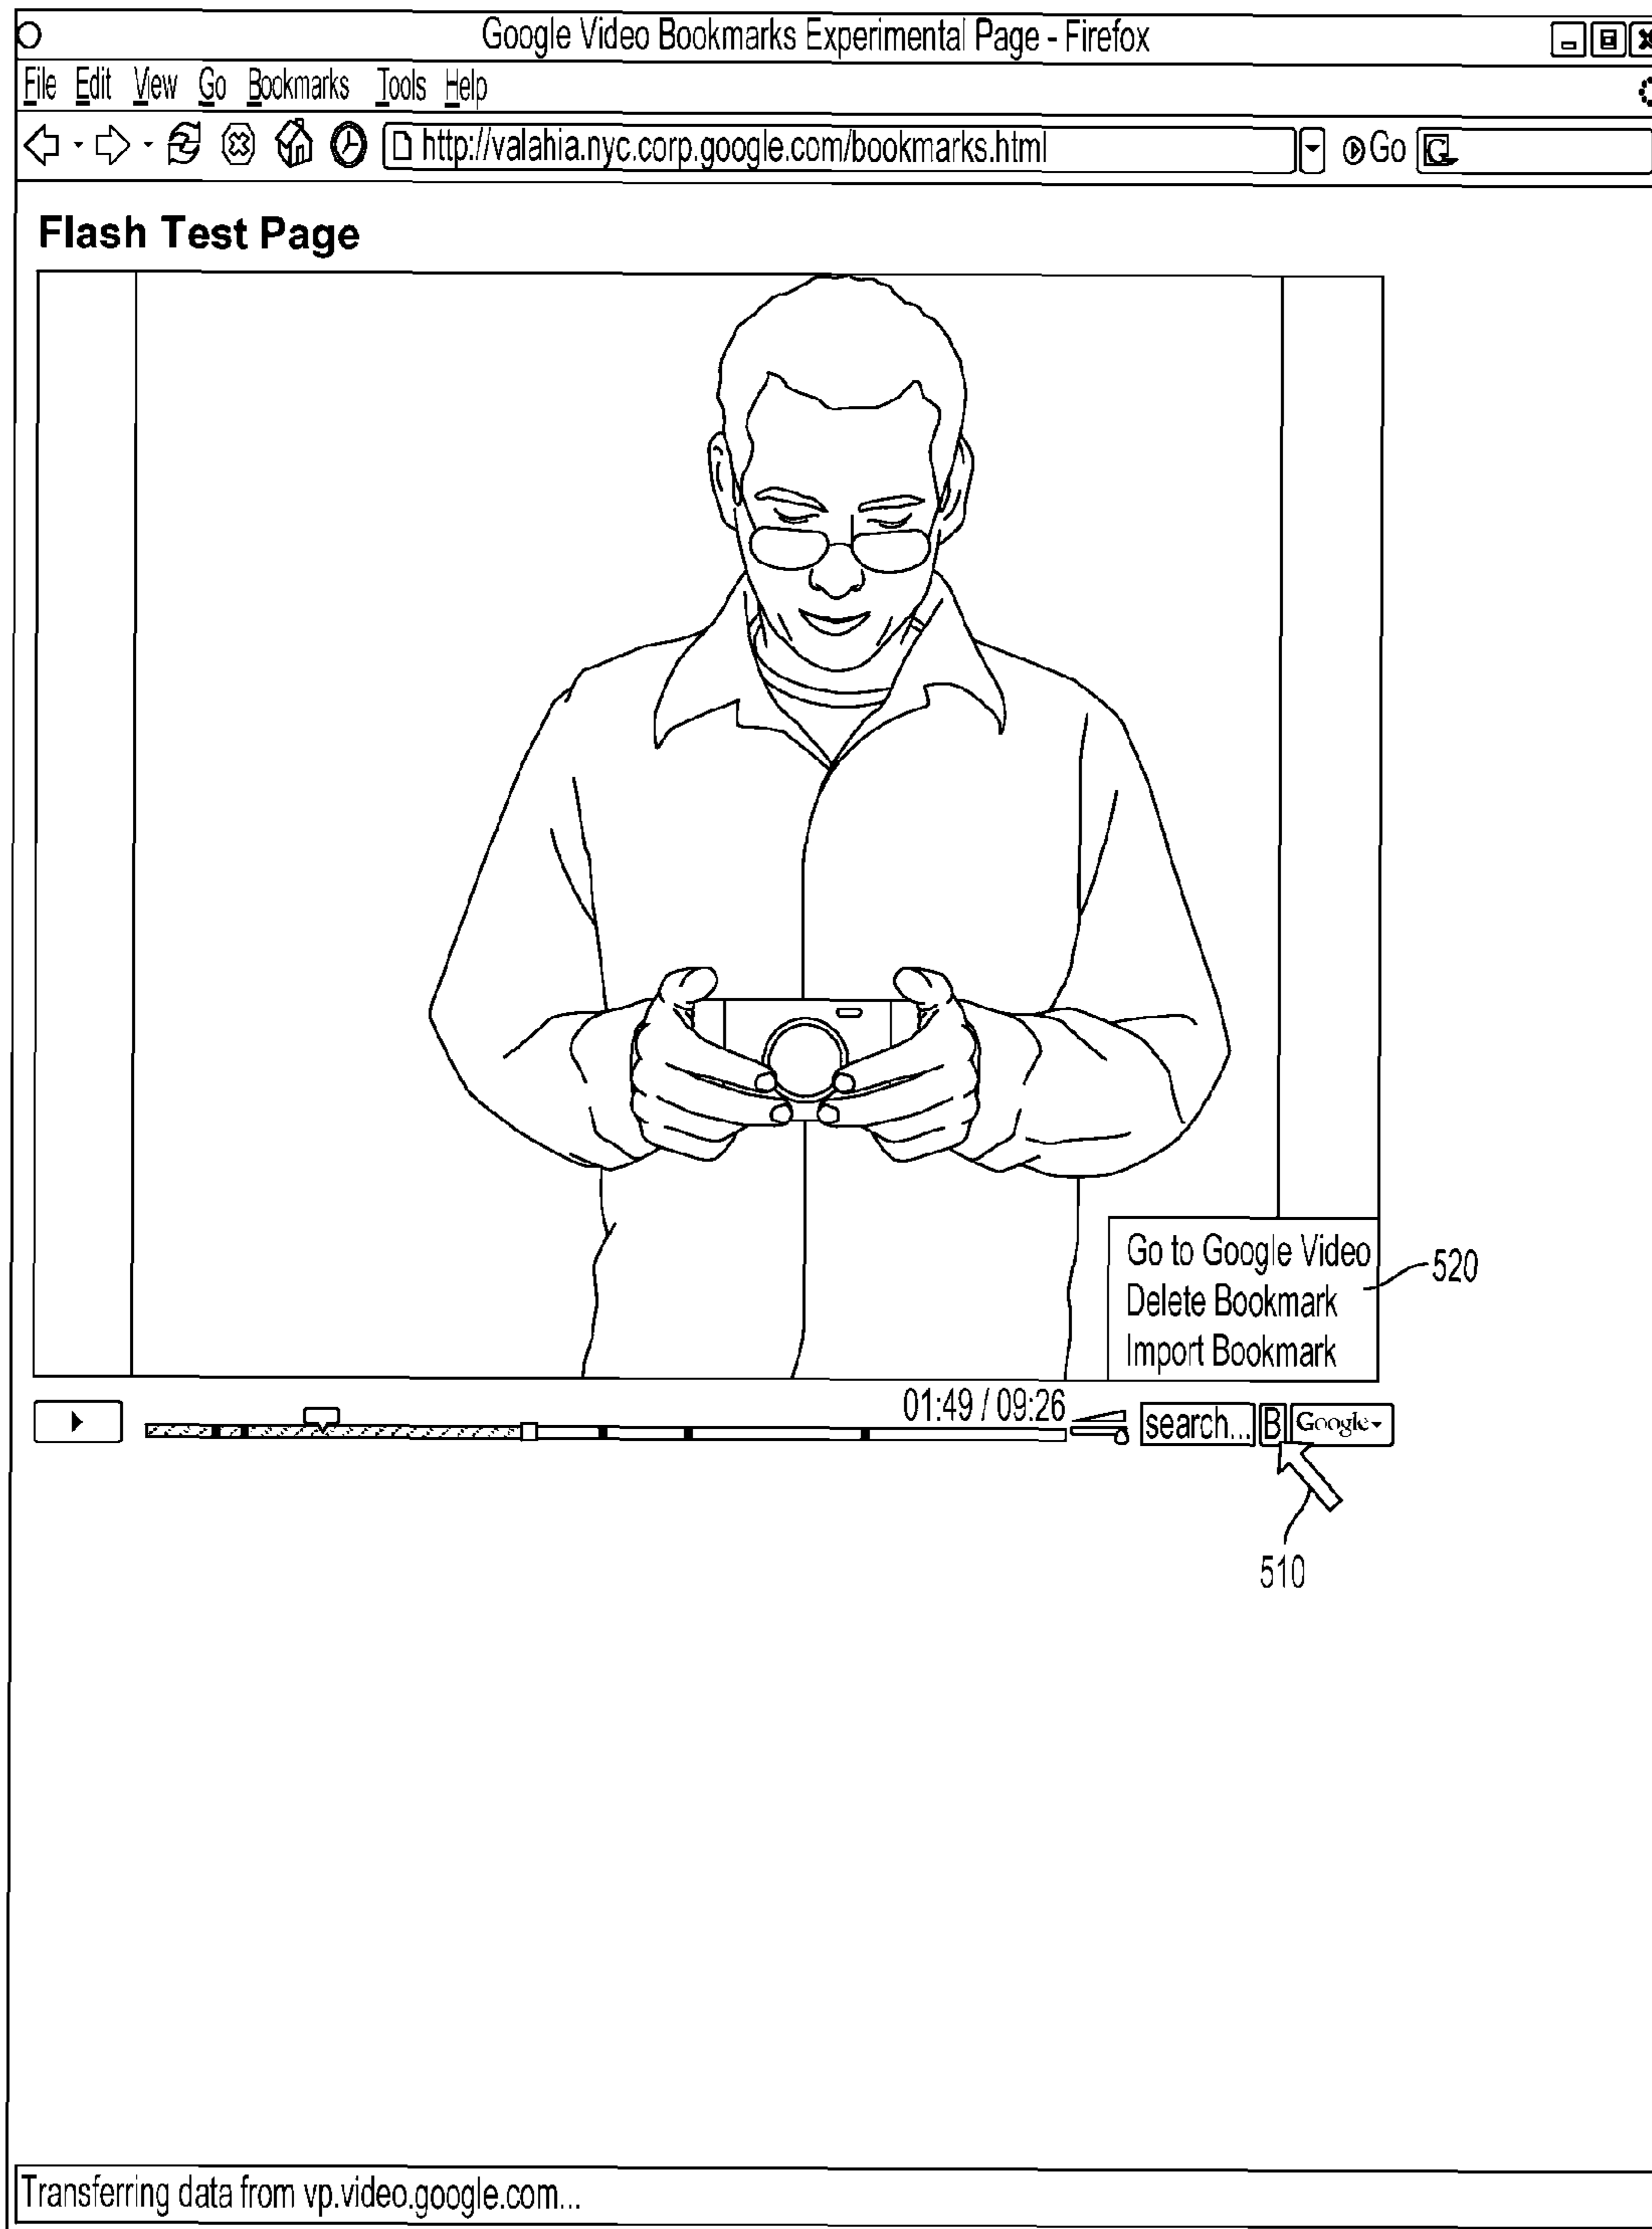 Google Video Bookmarks Experimental Page - Firefox
File Edit View Go Bookmarks Tools Help
http://valahia.nyc.corp.google.com/bookmarks.html Go G
Flash Test Page
Go to Google Video
520
Delete Bookmark
Import Bookmark
01:49 / 09:26
search... B Google
510
Transferring data from vp.video.google.com...